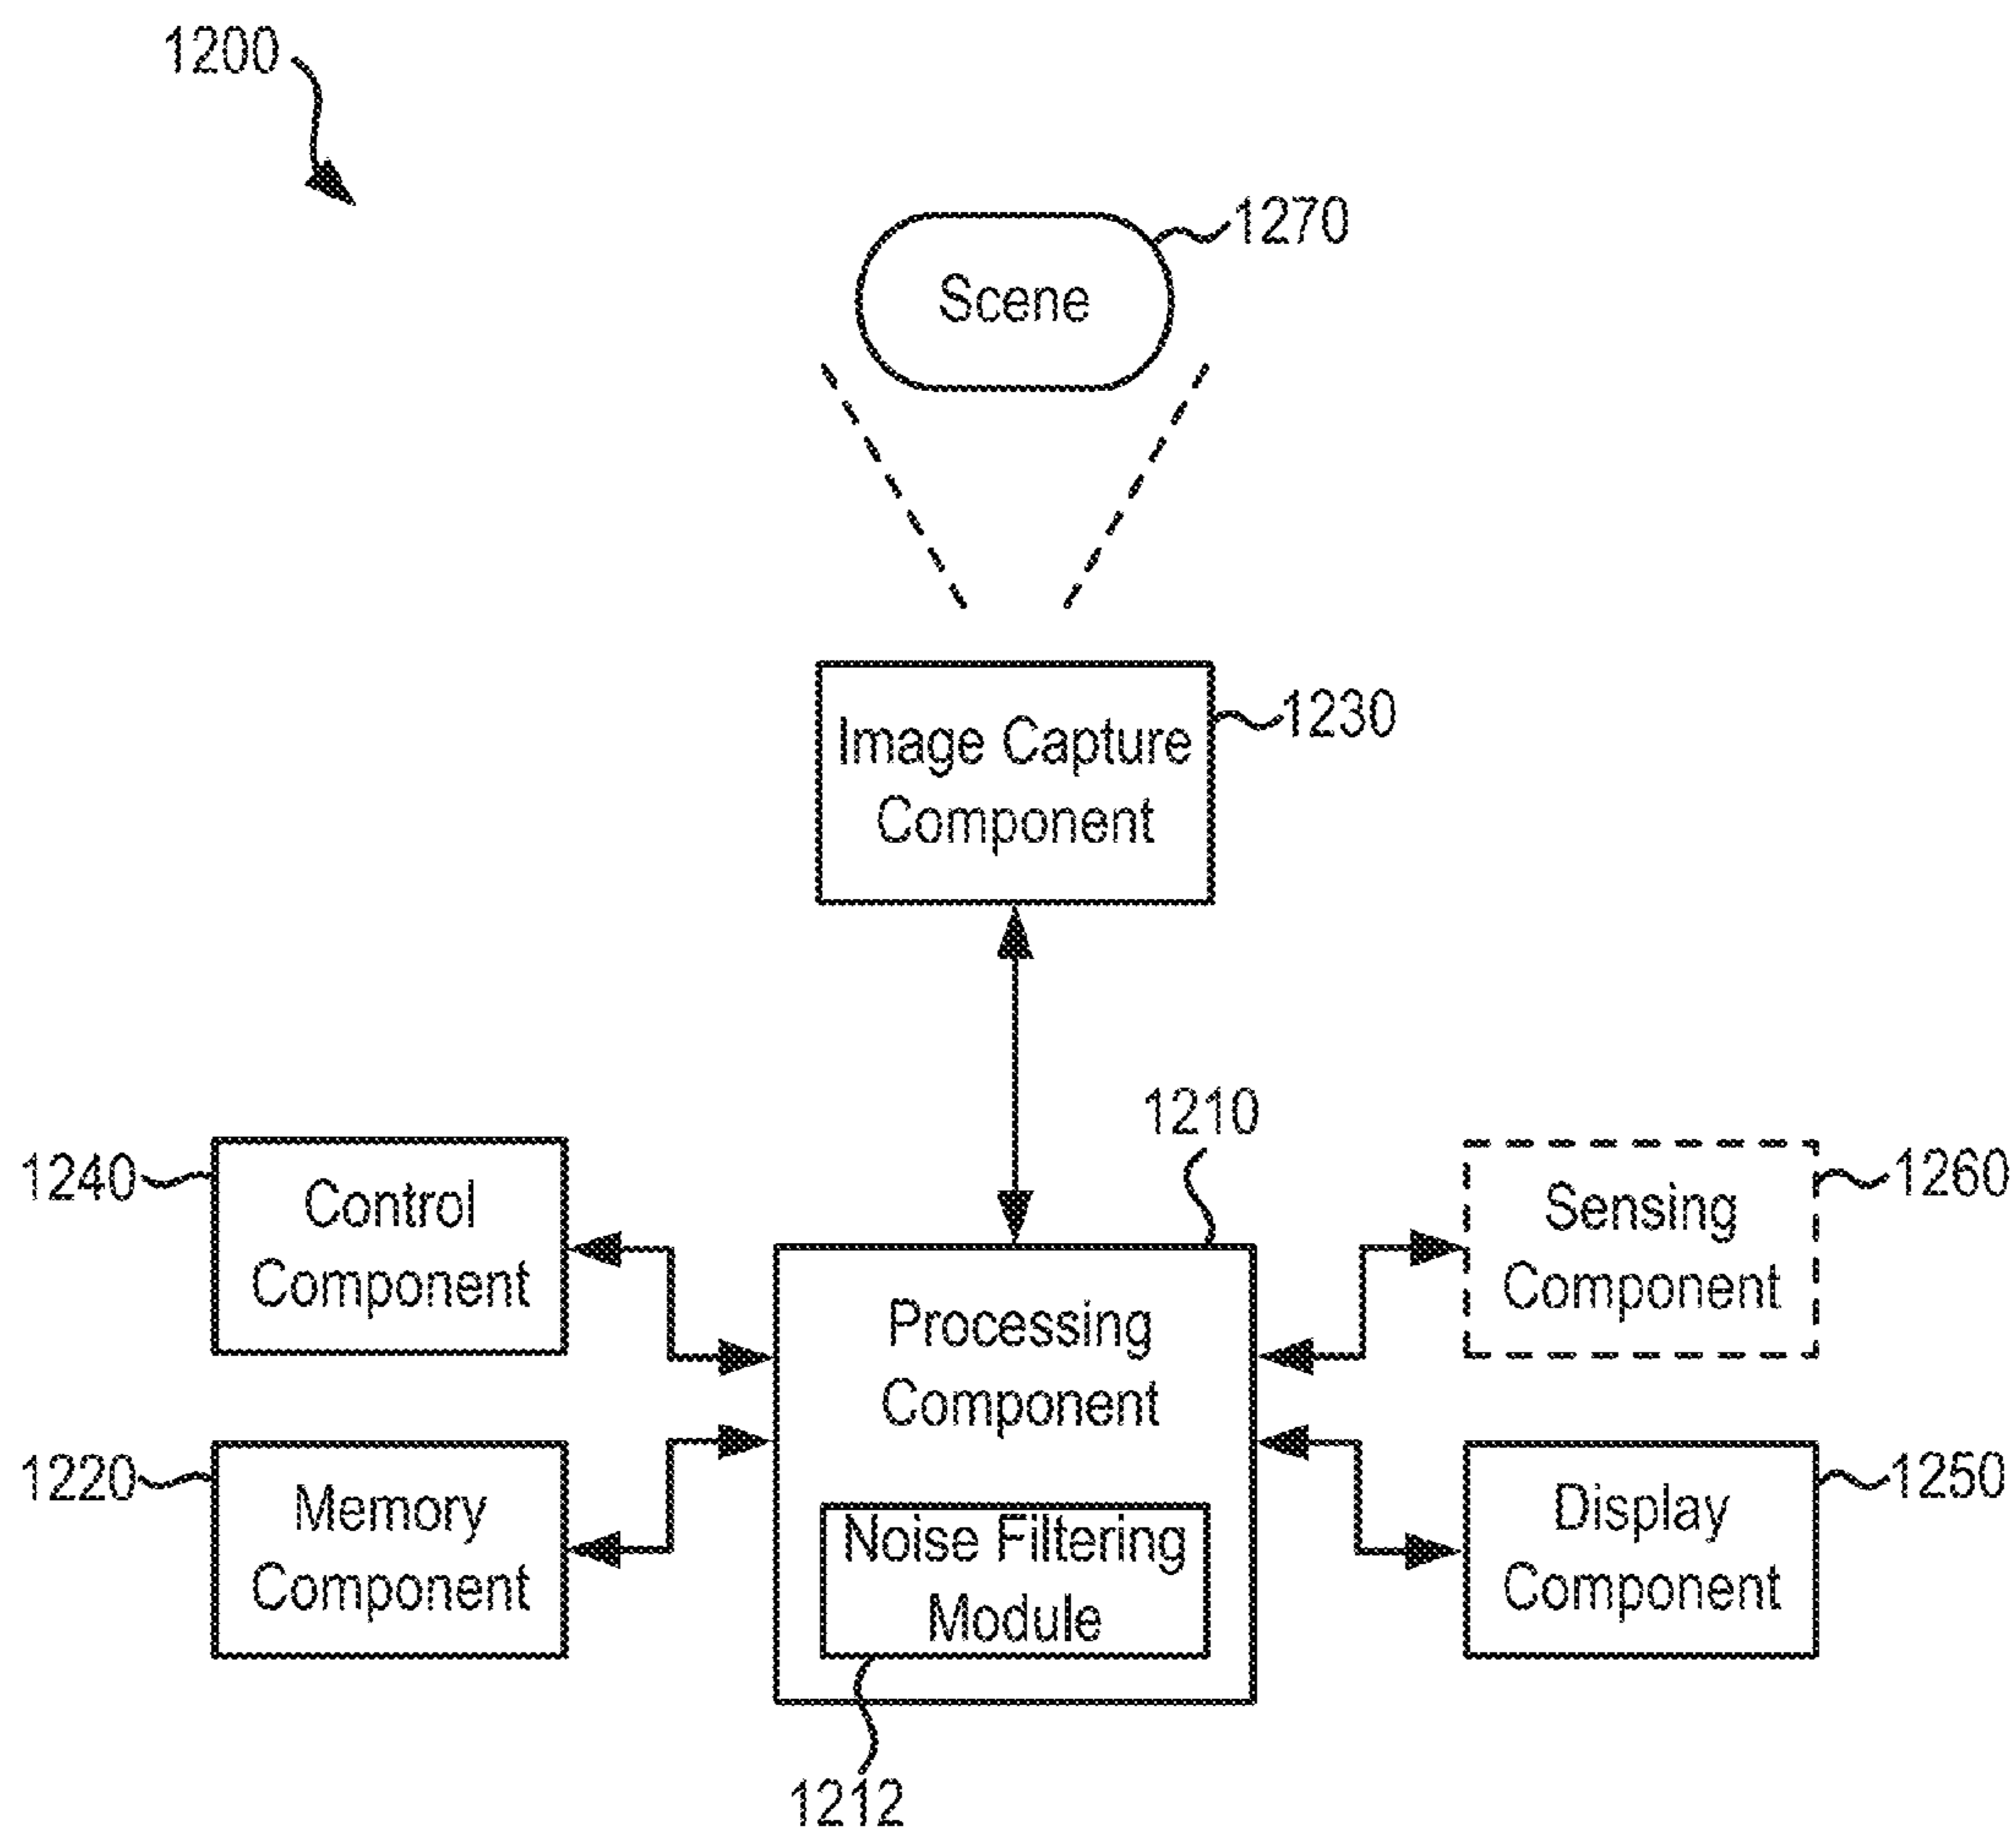 1200
1270
Scene
1230
Image Capture
Component
1210
1240
Control
Component
1260
Sensing
Component
Processing
Component
1220
Memory
Component
1250
Display
Component
Noise Filtering
Module
1212